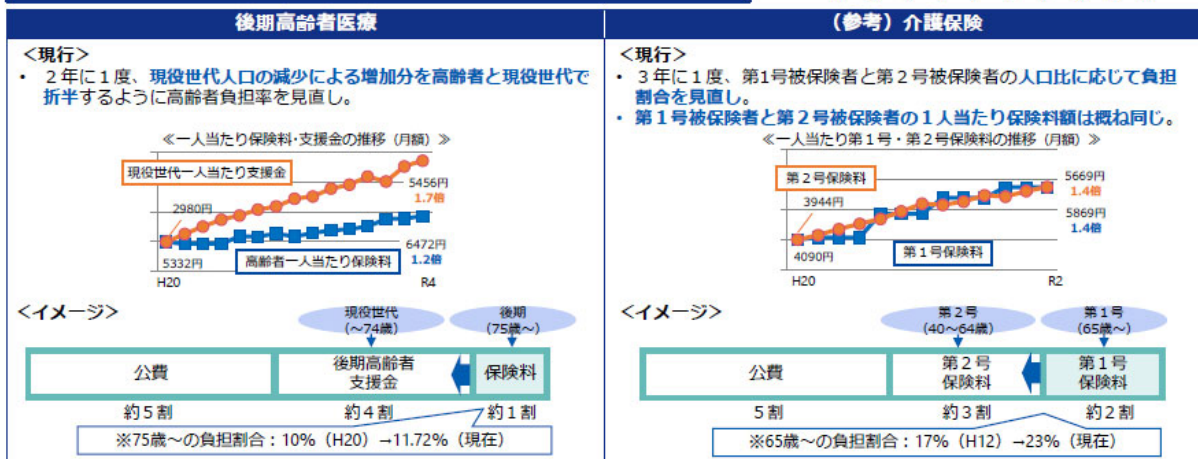 後期高齢者医療
＜現行＞
・ ２年に１度、現役世代人口の減少による増加分を高齢者と現役世代で
折半するように高齢者負担率を見直し。
≪一人当たり保険料・支援金の推移（月額）≫
現役世代一人当たり支援金
2980円
5456円
1.7倍
6472円
1.2倍
5332円
高齢者一人当たり保険料
H20
R4
＜イメージ＞
現役世代
（～74歳）
後期
（75歳～）
公費
後期高齢者
支援金
保険料
約５割
約４割
約１割
※75歳～の負担割合：10%（H20）→11.72%（現在）
（参考）介護保険
＜現行＞
・ ３年に１度、第1号被保険者と第２号被保険者の人口比に応じて負担
割合を見直し。
・ 第１号被保険者と第２号被保険者の１人当たり保険料額は概ね同じ。
≪一人当たり第１号・第２号保険料の推移（月額）≫
第２号保険料
3944円
5669円
1.4倍
5869円
1.4倍
4090円
第１号保険料
H20
R2
＜イメージ＞
第２号
（40～64歳）
第１号
（65歳～）
公費
第２号
保険料
第１号
保険料
５割
約３割
約２割
※65歳～の負担割合：17%（H12）→23%（現在）